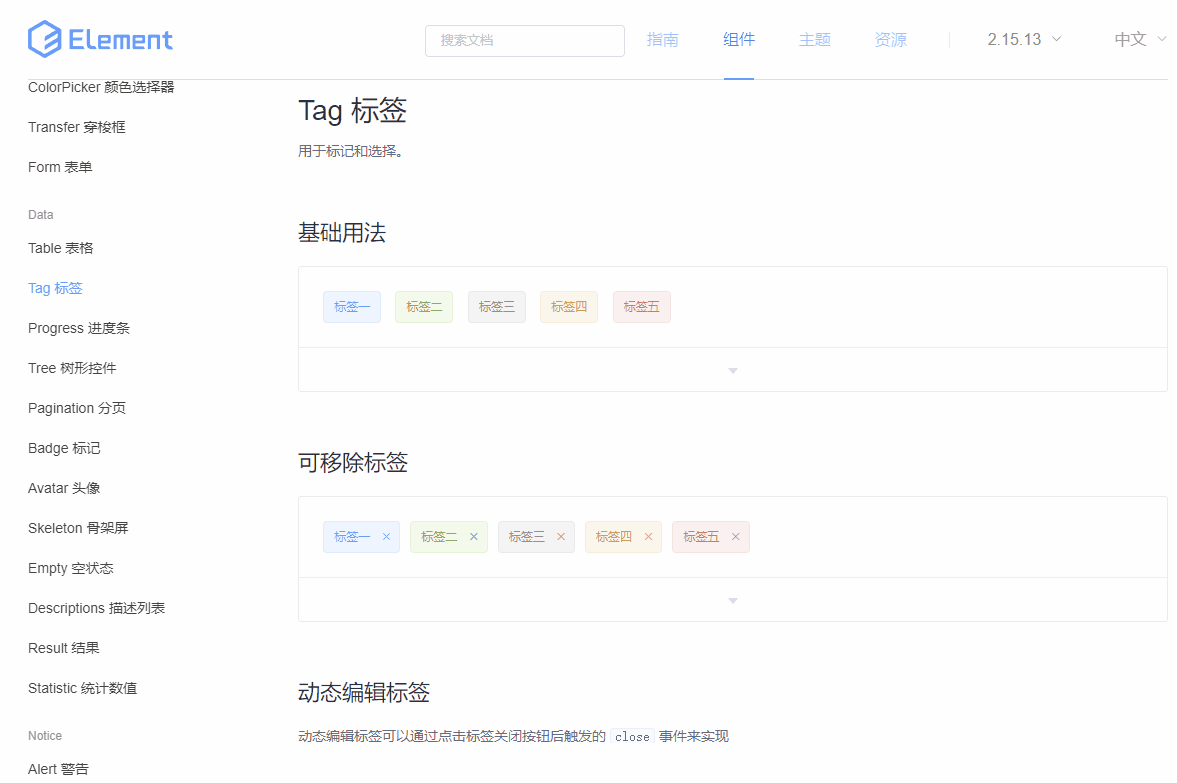 Element
搜索文档
指南
组件
主题
资源
2.15.13
中文
ColorPicker 颜色选择器
Transfer 穿梭框
Form 表单
Data
Table 表格
Tag 标签
Progress 进度条
Tree 树形控件
Pagination 分页
Badge 标记
Avatar 头像
Skeleton 骨架屏
Empty 空状态
Descriptions 描述列表
Result 结果
Statistic 统计数值
Notice
Alert 警告
Tag 标签
用于标记和选择。
基础用法
标签一 标签二 标签三 标签四 标签五
可移除标签
标签一 标签二 标签三 标签四 标签五
动态编辑标签
动态编辑标签可以通过点击标签关闭按钮后触发的 close 事件来实现